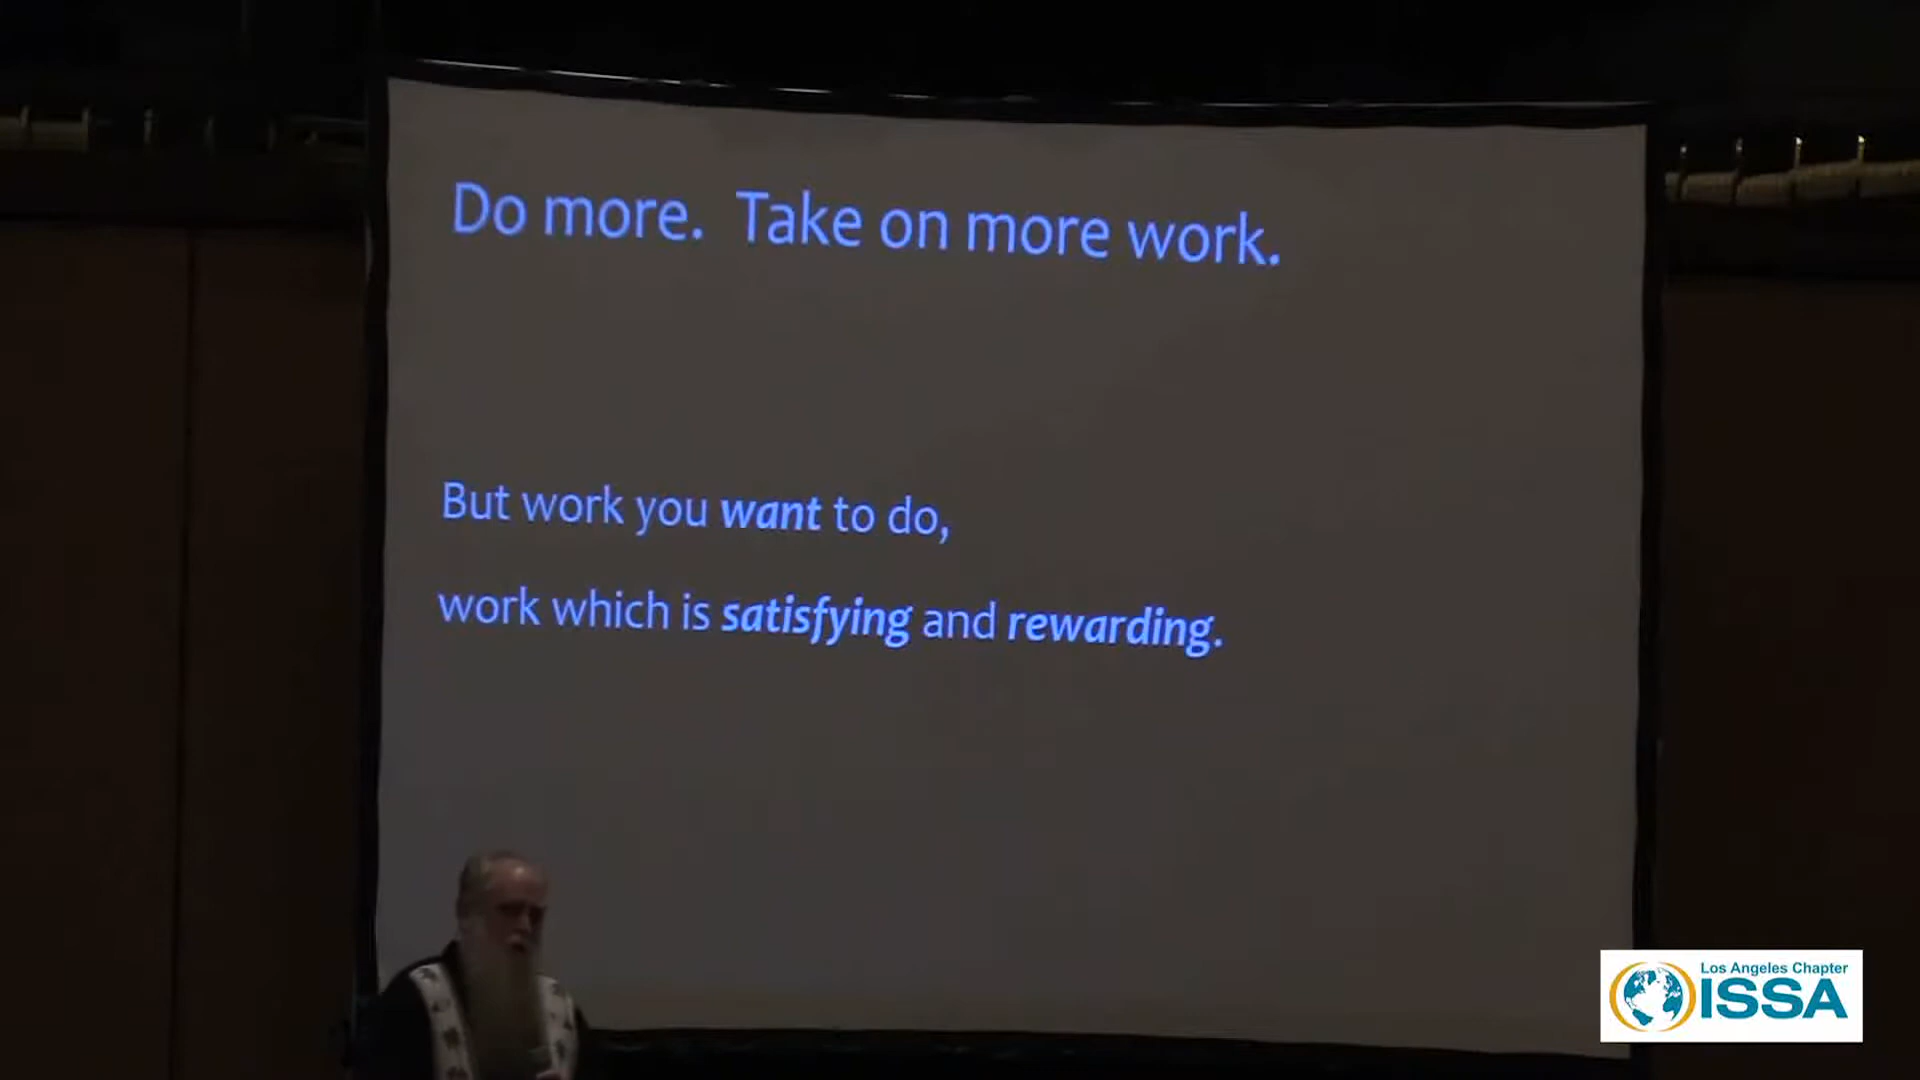 Do more. Take on more work.
But work you want to do,
work which is satisfying and rewarding.
Los Angeles Chapter
ISSA